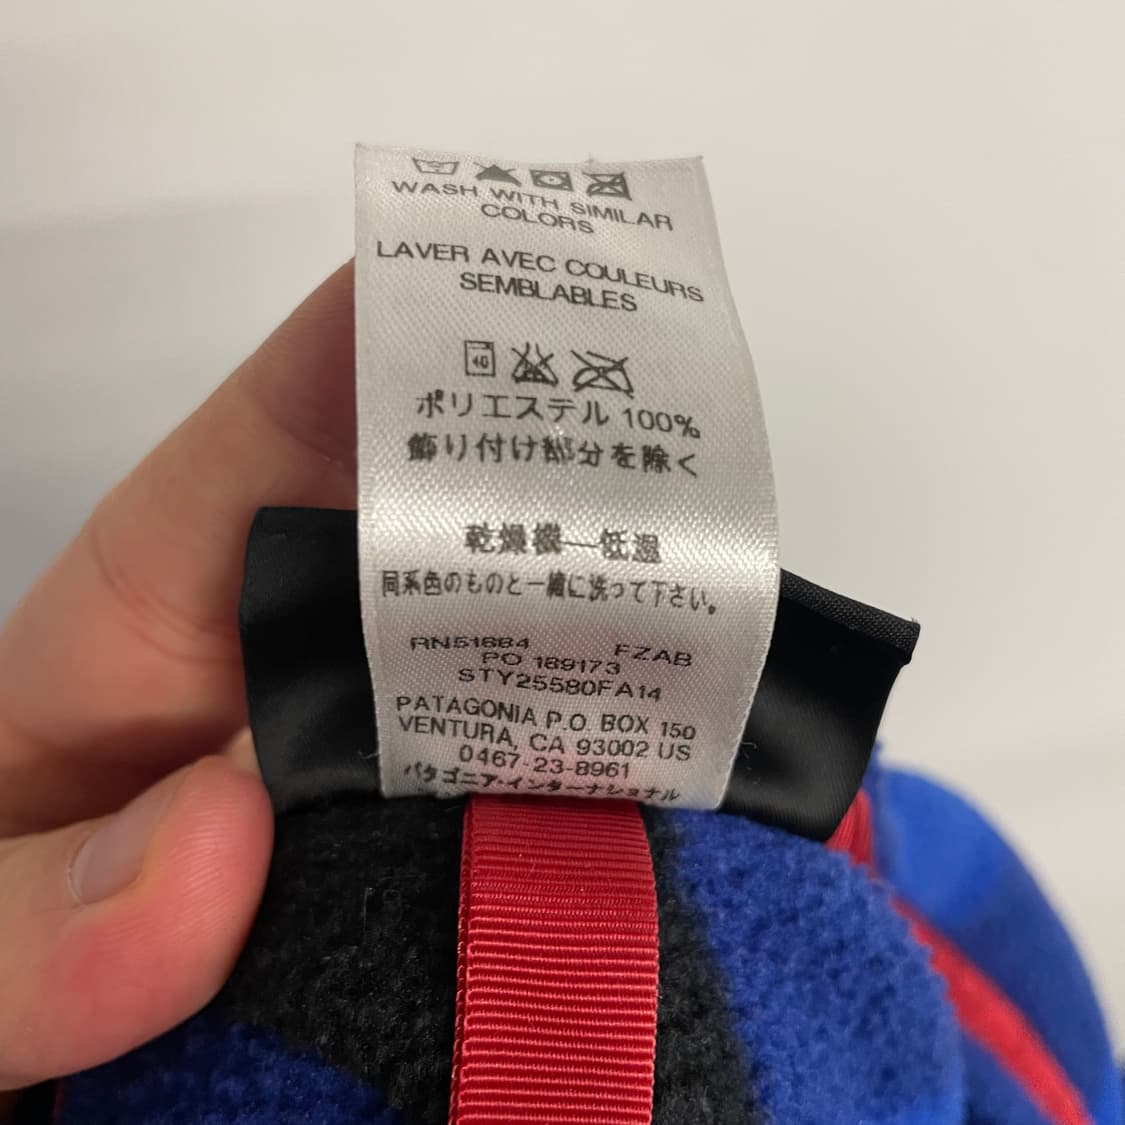 WASH WITH SIMILAR
COLORS
LAVER AVEC COULEURS
SEMBLABLES
40
ポリエステル 100%
飾り付け部分を除く
乾燥機—低温
同系色のものと一緒に洗って下さい。
RN51884 FZAB
PO 189173
STY25580FA14
PATAGONIA P.O. BOX 150
VENTURA, CA 93002 US
0467-23-8961
パタゴニア・インターナショナル